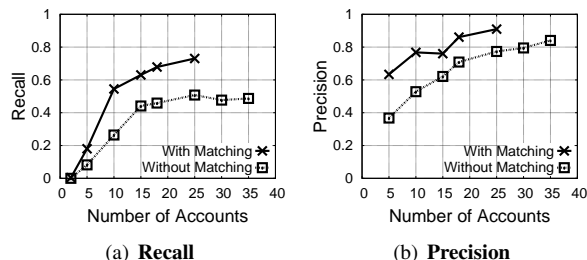 1
0.8
0.6
0.4
0.2
0
Recall
0 5 10 15 20 25 30 35 40
Number of Accounts
With Matching
Without Matching
(a) Recall
1
0.8
0.6
0.4
0.2
0
Precision
0 5 10 15 20 25 30 35 40
Number of Accounts
With Matching
Without Matching
(b) Precision